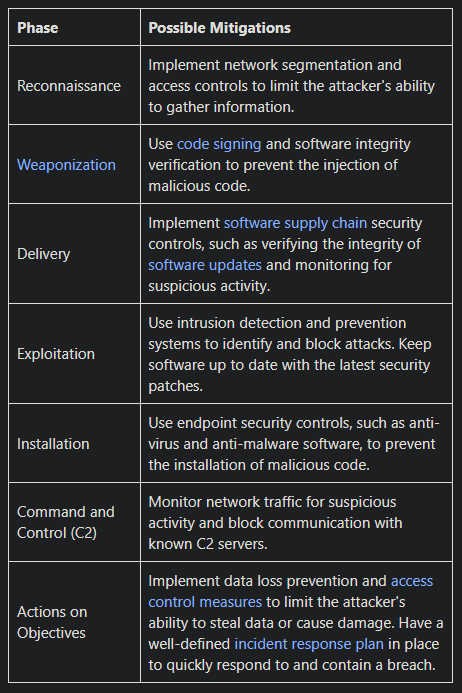 Phase
Possible Mitigations
Reconnaissance
Implement network segmentation and
access controls to limit the attacker's ability
to gather information.
Weaponization
Use code signing and software integrity
verification to prevent the injection of
malicious code.
Delivery
Implement software supply chain security
controls, such as verifying the integrity of
software updates and monitoring for
suspicious activity.
Exploitation
Use intrusion detection and prevention
systems to identify and block attacks. Keep
software up to date with the latest security
patches.
Installation
Use endpoint security controls, such as anti-
virus and anti-malware software, to prevent
the installation of malicious code.
Command and
Control (C2)
Monitor network traffic for suspicious
activity and block communication with
known C2 servers.
Actions on
Objectives
Implement data loss prevention and access
control measures to limit the attacker's
ability to steal data or cause damage. Have a
well-defined incident response plan in place
to quickly respond to and contain a breach.